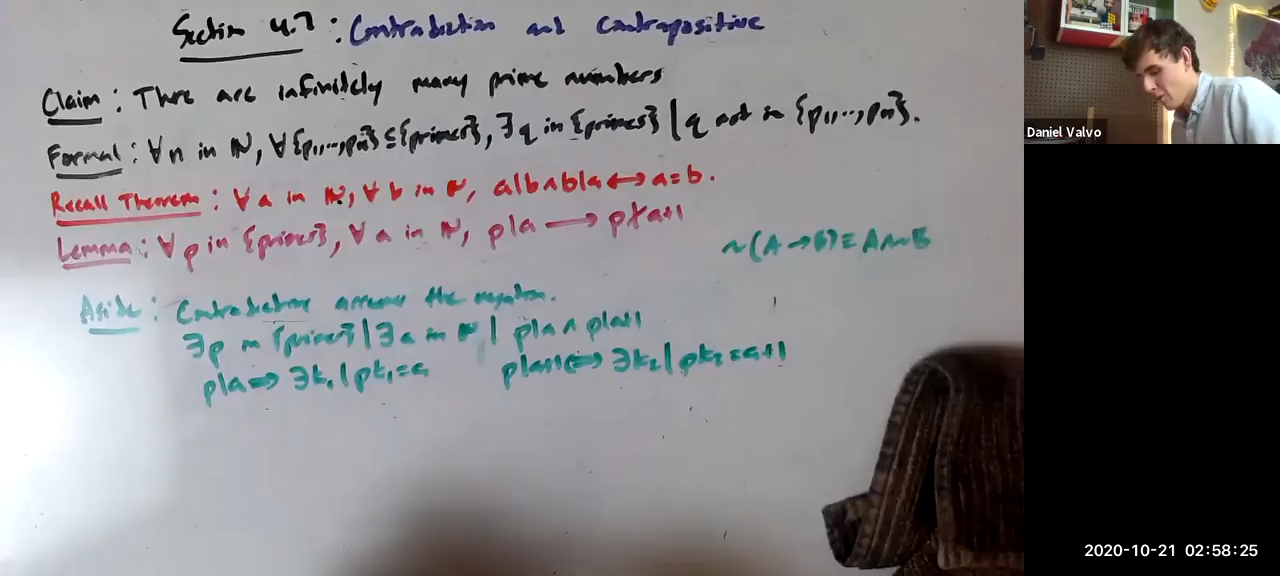 Section 4.7: Contradiction and contrapositive
Claim: There are infinitely many prime numbers
Formal: ∀n in ℕ, ∀{p₁,...,pₙ}⊆{primes}, ∃q in {primes} | q not in {p₁,...,pₙ}.
Recall Theorem: ∀a in ℕ, ∀b in ℕ, a|b∧b|a⟷a=b.
Lemma: ∀p in {primes}, ∀a in ℕ, p|a ⟶ p∤a+1
~(A→B)≡A∧~B
Aside: Contradiction assumes the negation.
∃p in {primes} | ∃a in ℕ | p|a ∧ p|a+1
p|a⟺∃k₁|pk₁=a p|a+1⟺∃k₂|pk₂=a+1
Daniel Valvo
2020-10-21 02:58:25